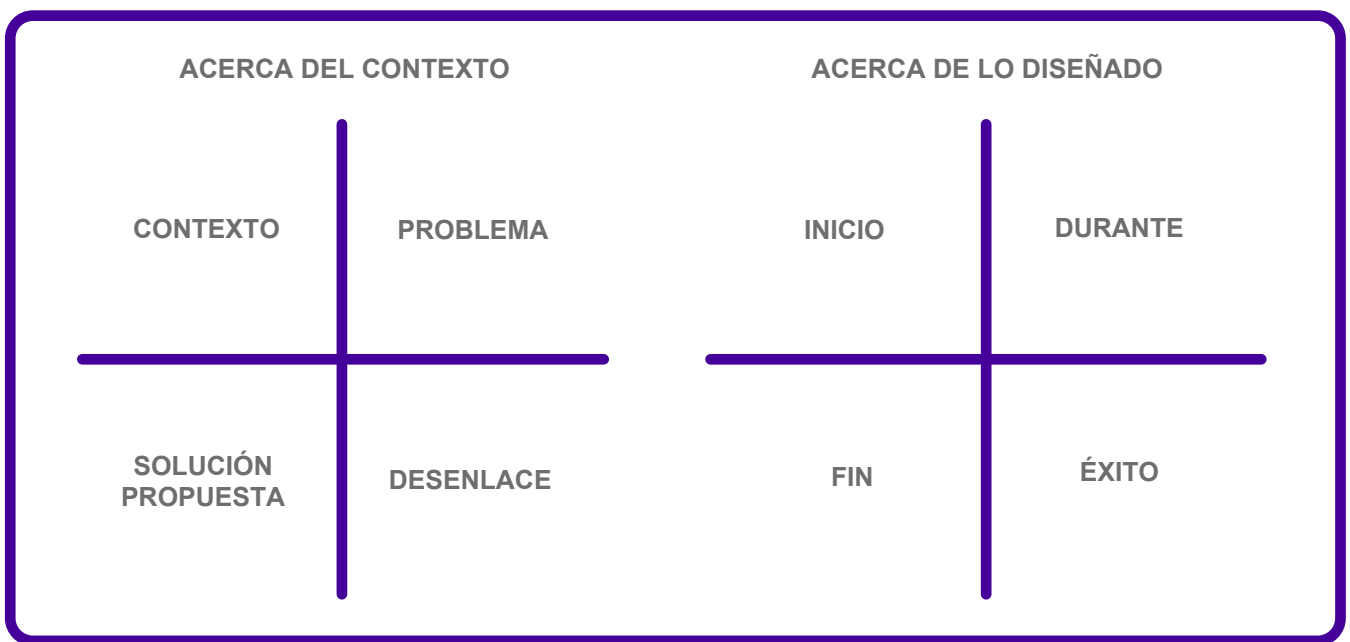 ACERCA DEL CONTEXTO
CONTEXTO
PROBLEMA
SOLUCIÓN
PROPUESTA
DESENLACE
ACERCA DE LO DISEÑADO
INICIO
DURANTE
FIN
ÉXITO